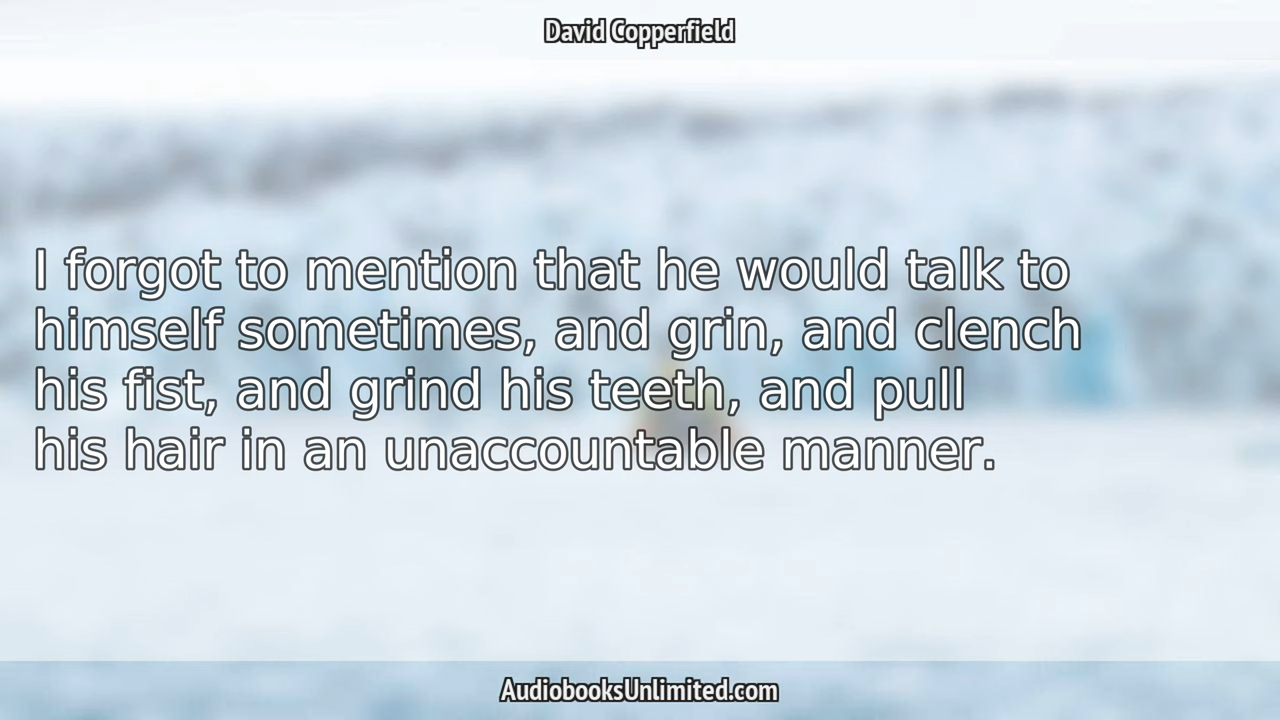 David Copperfield
I forgot to mention that he would talk to
himself sometimes, and grin, and clench
his fist, and grind his teeth, and pull
his hair in an unaccountable manner.
AudiobooksUnlimited.com